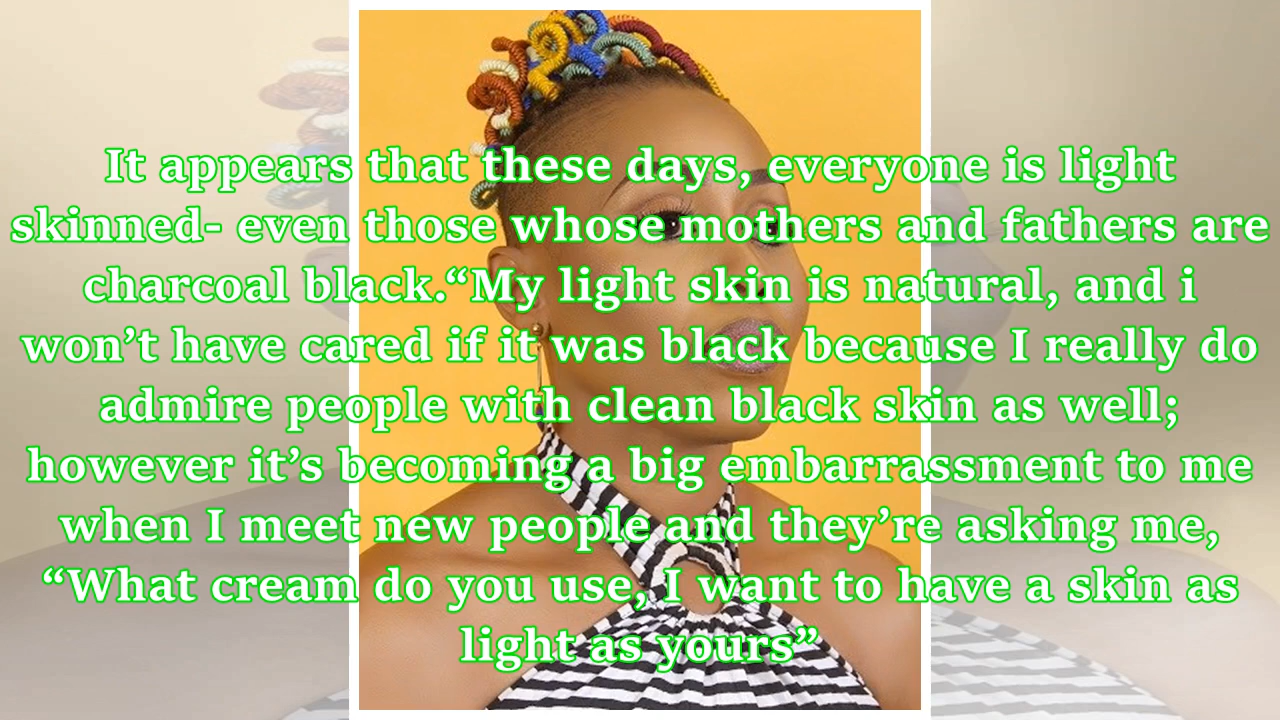 It appears that these days, everyone is light
skinned- even those whose mothers and fathers are
charcoal black.“My light skin is natural, and i
won’t have cared if it was black because I really do
admire people with clean black skin as well;
however it’s becoming a big embarrassment to me
when I meet new people and they’re asking me,
“What cream do you use, I want to have a skin as
light as yours”